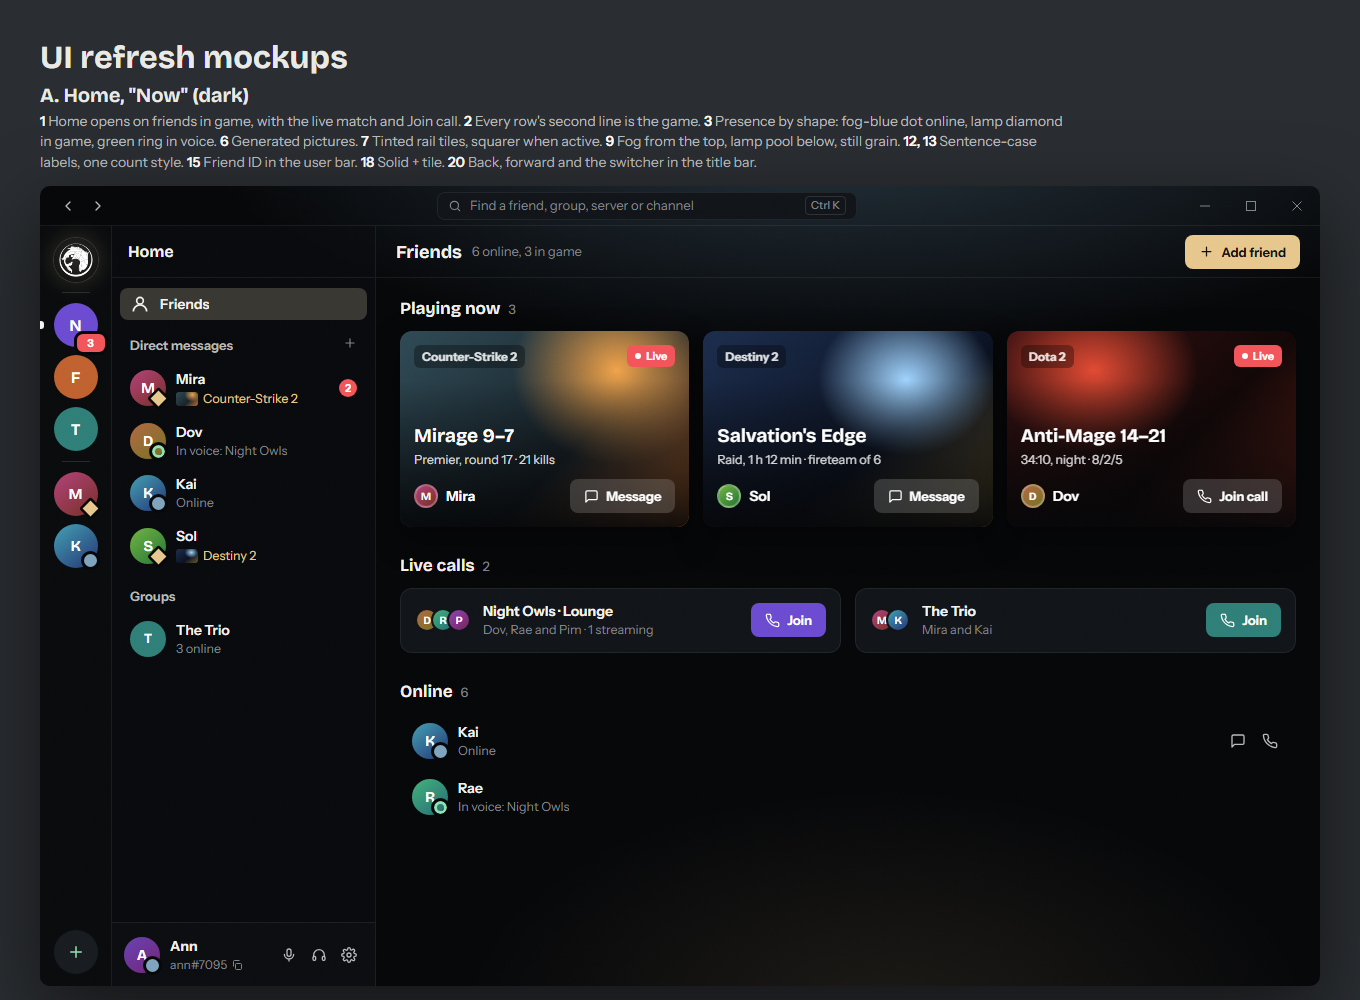 UI refresh mockups
A. Home, "Now" (dark)
1 Home opens on friends in game, with the live match and Join call. 2 Every row's second line is the game. 3 Presence by shape: fog-blue dot online, lamp diamond
in game, green ring in voice. 6 Generated pictures. 7 Tinted rail tiles, squarer when active. 9 Fog from the top, lamp pool below, still grain. 12, 13 Sentence-case
labels, one count style. 15 Friend ID in the user bar. 18 Solid + tile. 20 Back, forward and the switcher in the title bar.
Find a friend, group, server or channel
Ctrl K
N
3
F
T
M
K
Home
Friends
Direct messages
M
Mira
Counter-Strike 2
2
D
Dov
In voice: Night Owls
K
Kai
Online
S
Sol
Destiny 2
Groups
T
The Trio
3 online
A
Ann
ann#7095
Friends
6 online, 3 in game
+ Add friend
Playing now 3
Counter-Strike 2
Live
Mirage 9–7
Premier, round 17 · 21 kills
M
Mira
Message
Destiny 2
Salvation's Edge
Raid, 1 h 12 min · fireteam of 6
S
Sol
Message
Dota 2
Live
Anti-Mage 14–21
34:10, night · 8/2/5
D
Dov
Join call
Live calls 2
D R P
Night Owls · Lounge
Dov, Rae and Pim · 1 streaming
Join
M K
The Trio
Mira and Kai
Join
Online 6
K
Kai
Online
R
Rae
In voice: Night Owls